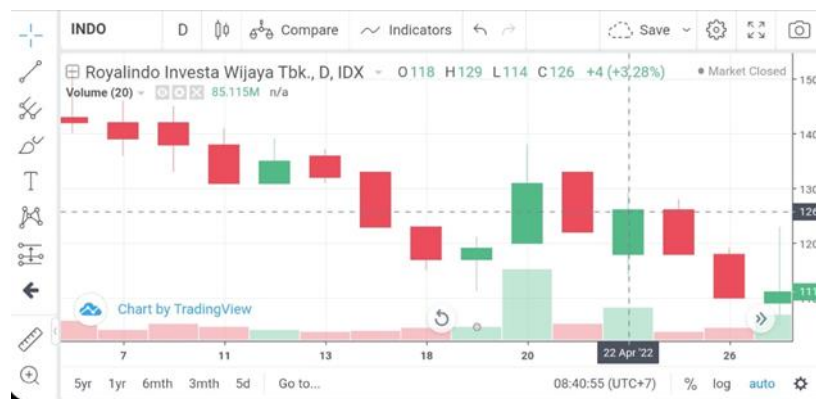 INDO D Compare Indicators Save
Royalindo Investa Wijaya Tbk., D, IDX O118 H129 L114 C126 +4 (+3,28%) Market Closed
Volume (20) 85.115M n/a
150
140
130
126
120
111
Chart by TradingView
7 11 13 18 20 22 Apr '22 26
5yr 1yr 6mth 3mth 5d Go to... 08:40:55 (UTC+7) % log auto